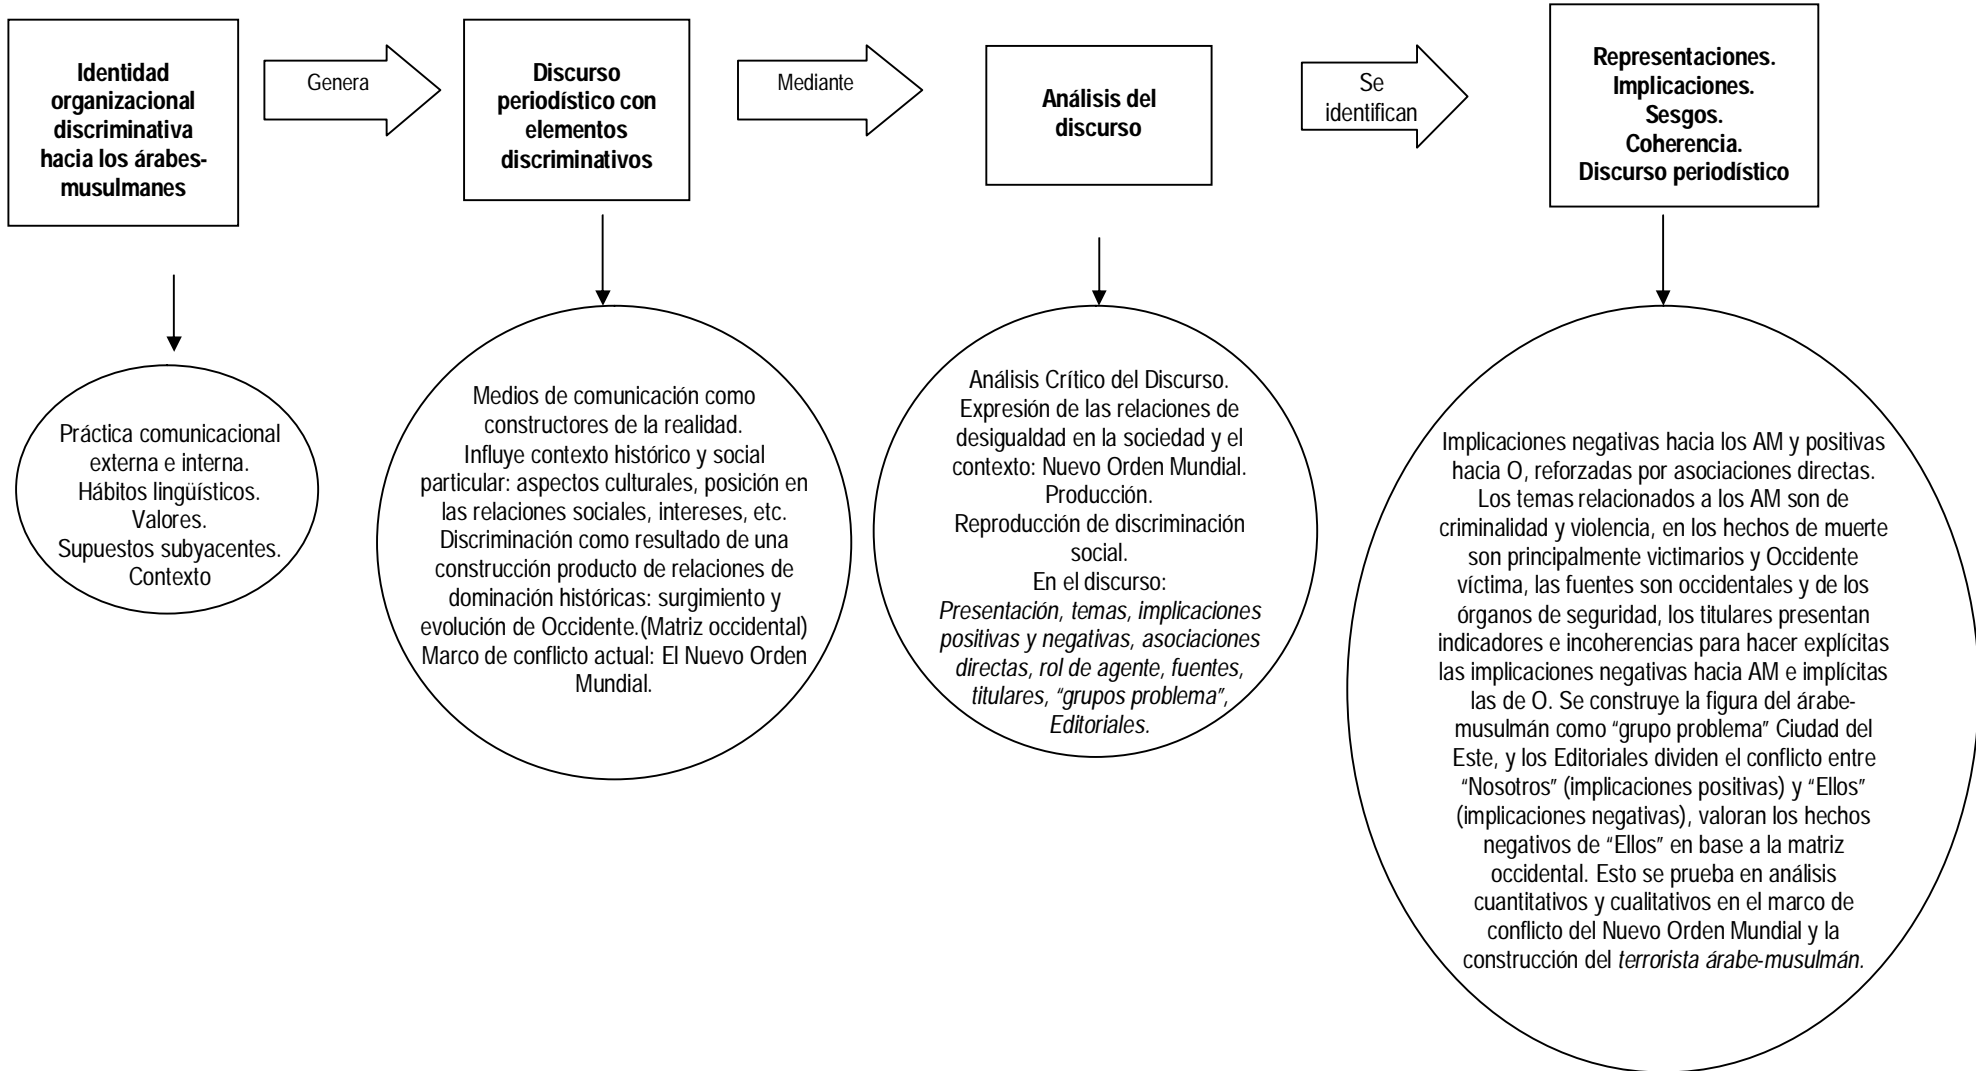 Identidad
organizacional
discriminativa
hacia los árabes-
musulmanes
Genera
Discurso
periodístico con
elementos
discriminativos
Mediante
Análisis del
discurso
Se
identifican
Representaciones.
Implicaciones.
Sesgos.
Coherencia.
Discurso periodístico
Práctica comunicacional
externa e interna.
Hábitos lingüísticos.
Valores.
Supuestos subyacentes.
Contexto
Medios de comunicación como
constructores de la realidad.
Influye contexto histórico y social
particular: aspectos culturales, posición en
las relaciones sociales, intereses, etc.
Discriminación como resultado de una
construcción producto de relaciones de
dominación históricas: surgimiento y
evolución de Occidente.(Matriz occidental)
Marco de conflicto actual: El Nuevo Orden
Mundial.
Análisis Crítico del Discurso.
Expresión de las relaciones de
desigualdad en la sociedad y el
contexto: Nuevo Orden Mundial.
Producción.
Reproducción de discriminación
social.
En el discurso:
Presentación, temas, implicaciones
positivas y negativas, asociaciones
directas, rol de agente, fuentes,
titulares, “grupos problema”,
Editoriales.
Implicaciones negativas hacia los AM y positivas
hacia O, reforzadas por asociaciones directas.
Los temas relacionados a los AM son de
criminalidad y violencia, en los hechos de muerte
son principalmente victimarios y Occidente
víctima, las fuentes son occidentales y de los
órganos de seguridad, los titulares presentan
indicadores e incoherencias para hacer explícitas
las implicaciones negativas hacia AM e implícitas
las de O. Se construye la figura del árabe-
musulmán como “grupo problema” Ciudad del
Este, y los Editoriales dividen el conflicto entre
“Nosotros” (implicaciones positivas) y “Ellos”
(implicaciones negativas), valoran los hechos
negativos de “Ellos” en base a la matriz
occidental. Esto se prueba en análisis
cuantitativos y cualitativos en el marco de
conflicto del Nuevo Orden Mundial y la
construcción del terrorista árabe-musulmán.